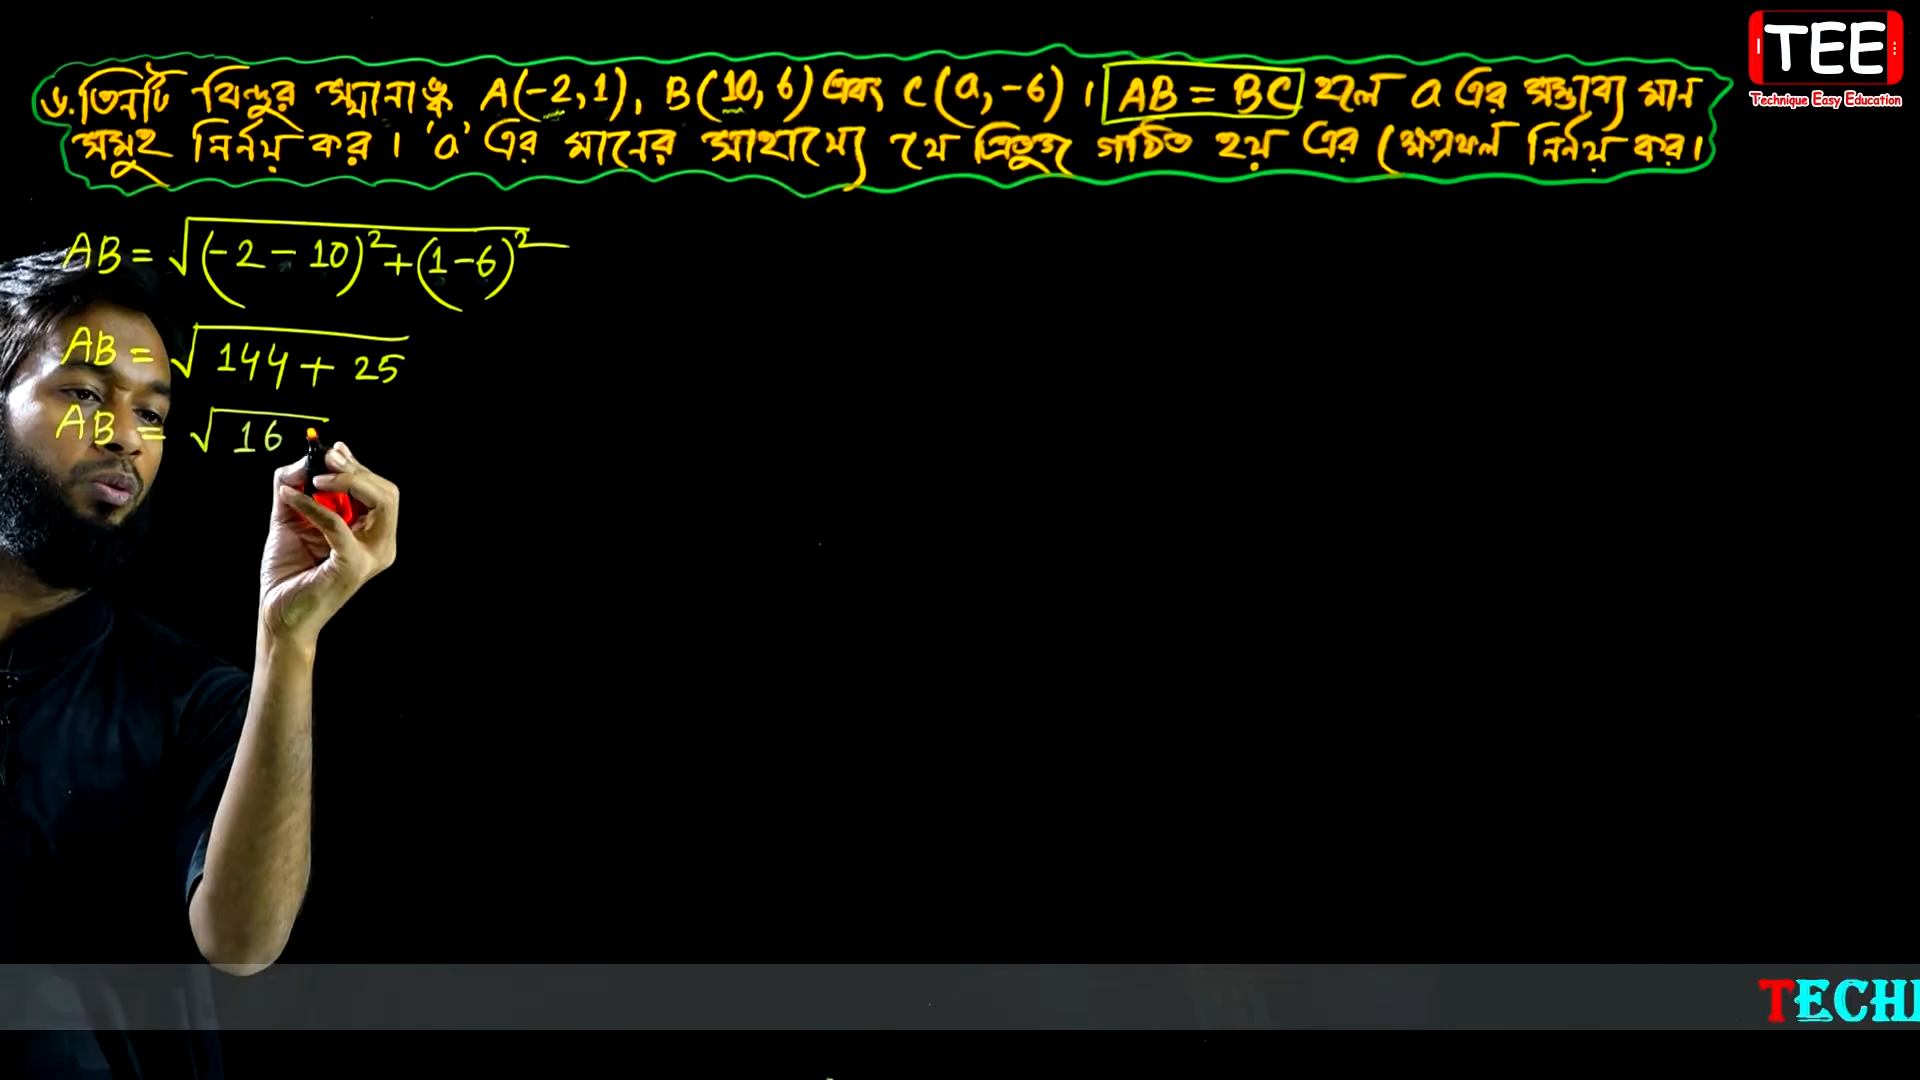 ৬. তিনটি বিন্দুর স্থানাঙ্ক A(-2,1), B(10,6) এবং C(a,-6) । AB = BC হলে a এর সম্ভাব্য মান
সমূহ নির্নয় কর । 'a' এর মানের সাহায্যে যে ত্রিভুজ গঠিত হয় এর ক্ষেত্রফল নির্নয় কর।
AB = √(-2-10)²+(1-6)²
AB = √144 + 25
AB = √16
TEE
Technique Easy Education
TECH